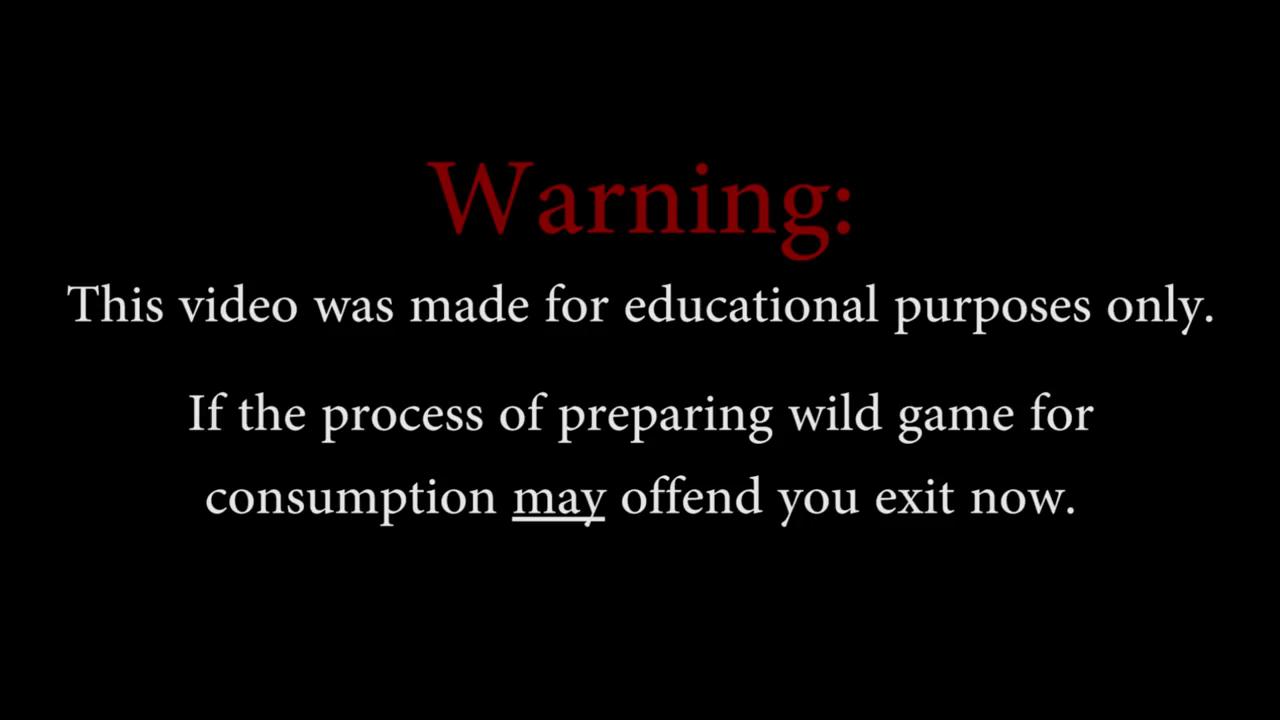 Warning:
This video was made for educational purposes only.
If the process of preparing wild game for
consumption may offend you exit now.